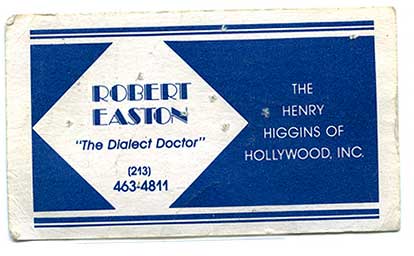 ROBERT
EASTON
"The Dialect Doctor"
(213)
463-4811
THE
HENRY
HIGGINS OF
HOLLYWOOD, INC.